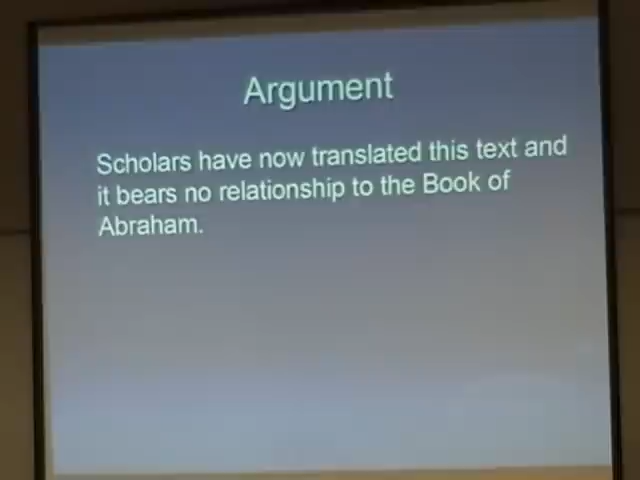 Argument
Scholars have now translated this text and
it bears no relationship to the Book of
Abraham.